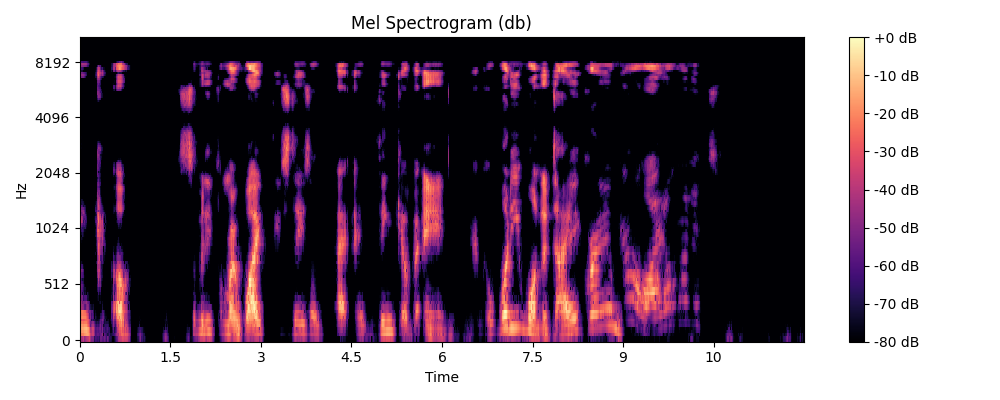 Mel Spectrogram (db)
8192
4096
2048
1024
512
0
Hz
0 1.5 3 4.5 6 7.5 9 10
Time
+0 dB
-10 dB
-20 dB
-30 dB
-40 dB
-50 dB
-60 dB
-70 dB
-80 dB